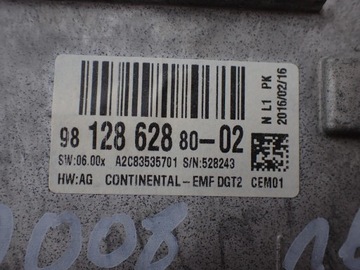 98 128 628 80-02
SW:06.00x A2C83535701 S/N:528243
HW:AG CONTINENTAL-EMF DGT2 CEM01
N L1 PK
2016/02/16